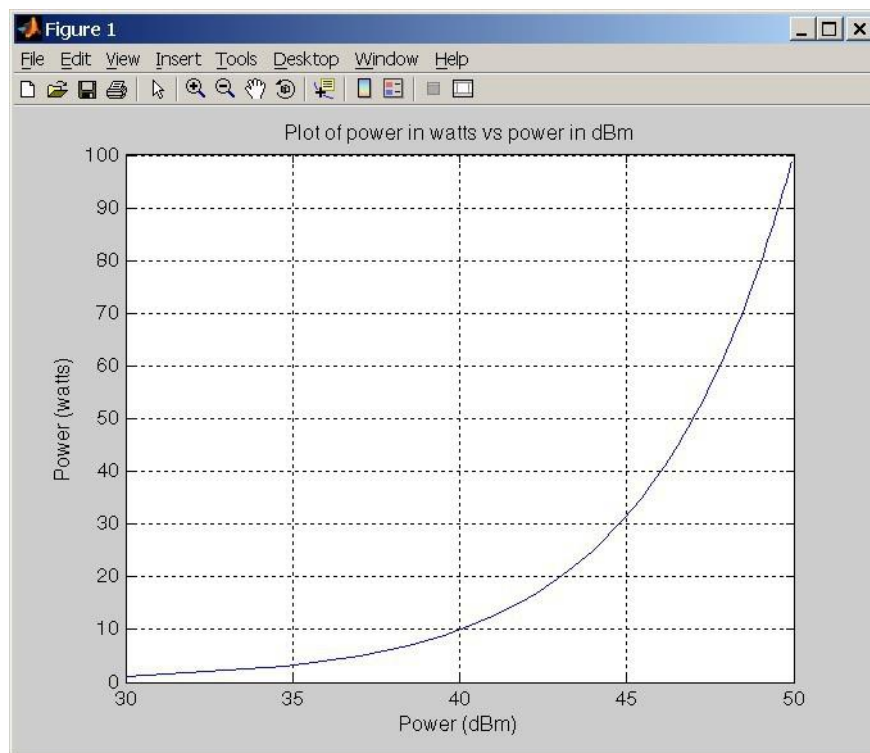 Figure 1
File Edit View Insert Tools Desktop Window Help
Plot of power in watts vs power in dBm
100
90
80
70
60
50
40
30
20
10
0
Power (watts)
30 35 40 45 50
Power (dBm)